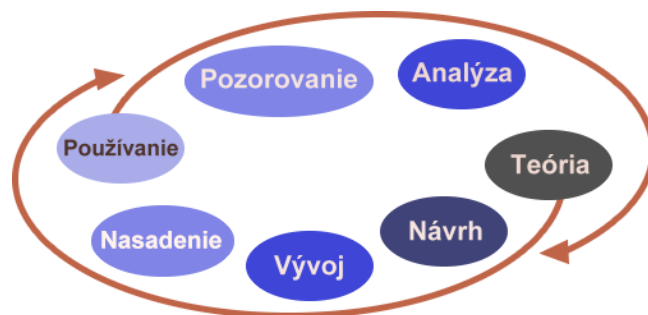 Pozorovanie
Analýza
Používanie
Teória
Nasadenie
Návrh
Vývoj